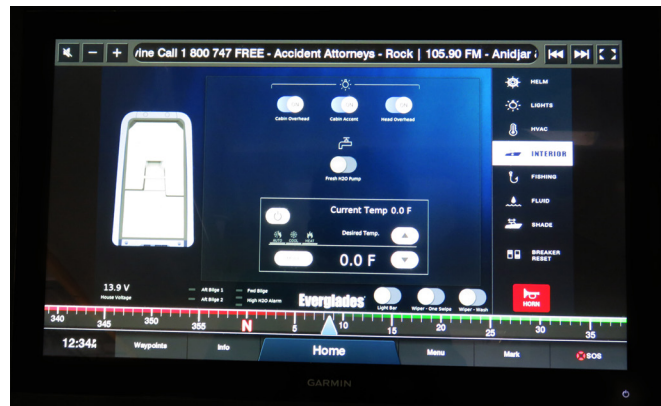 vine Call 1 800 747 FREE - Accident Attorneys - Rock | 105.90 FM - Anidjar
HELM
LIGHTS
HVAC
INTERIOR
FISHING
FLUID
SHADE
BREAKER
RESET
HORN
Cabin Overhead
Cabin Accent
Head Overhead
ON
ON
ON
Fresh H2O Pump
Current Temp 0.0 F
AUTO
COOL
HEAT
Desired Temp.
0.0 F
13.9 V
House Voltage
Aft Bilge 1
Fwd Bilge
Aft Bilge 2
High H2O Alarm
Everglades
Light Bar
Wiper - One Swipe
Wiper - Wash
340
345
350
355
N
5
10
15
20
25
30
35
12:34
Waypoints
Info
Home
Menu
Mark
SOS
GARMIN